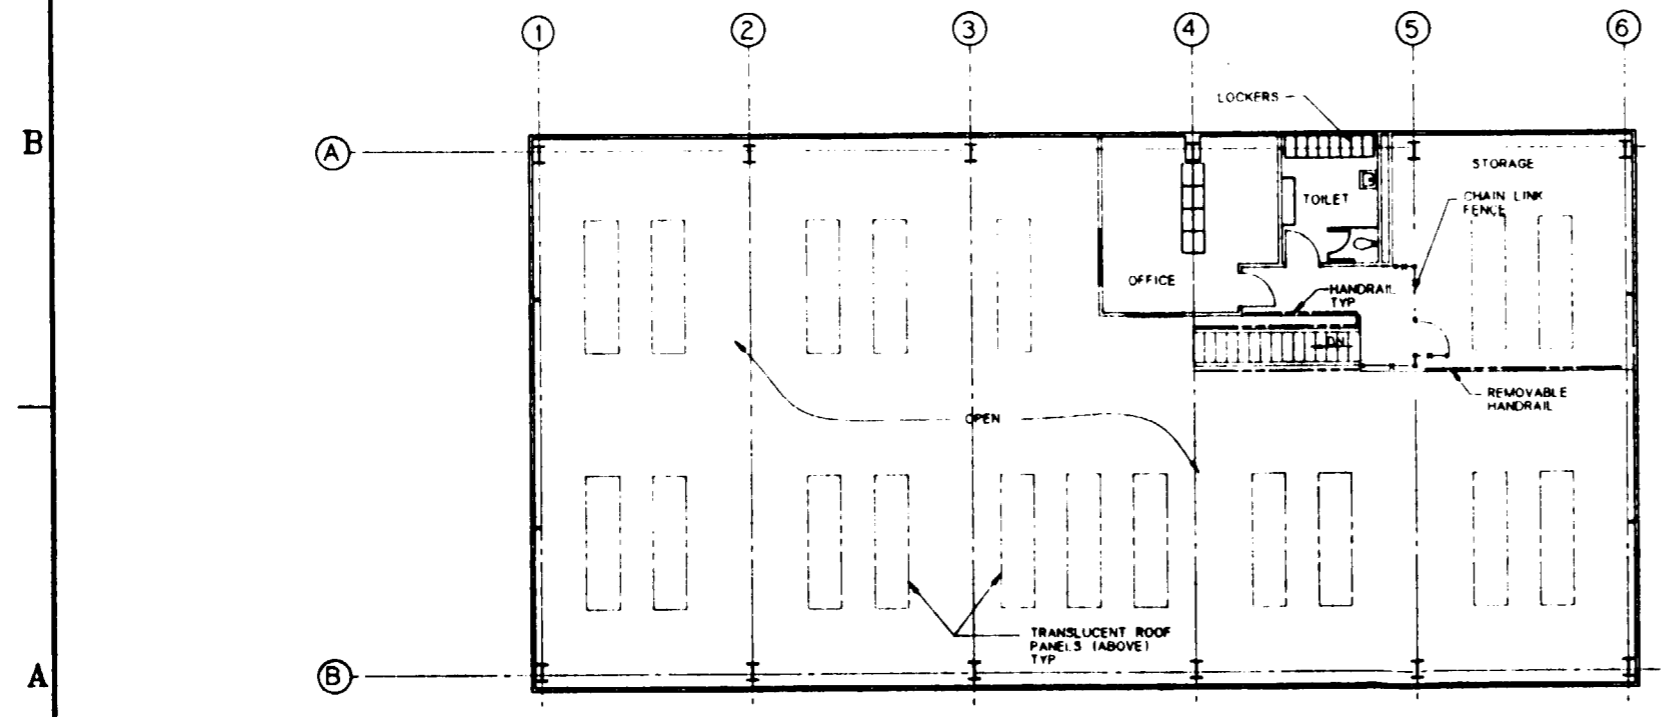 1 2 3 4 5 6
LOCKERS
B
A
STORAGE
TOILET
CHAIN LINK
FENCE
OFFICE
HANDRAIL
TYP
DN
REMOVABLE
HANDRAIL
OPEN
TRANSLUCENT ROOF
PANELS (ABOVE)
TYP
B
A